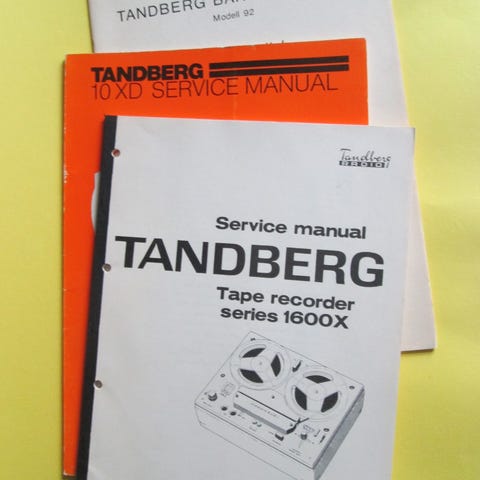 TANDBERG BA
Modell 92
TANDBERG
10 XD SERVICE MANUAL
Tandberg
RADIO
Service manual
TANDBERG
Tape recorder
series 1600X